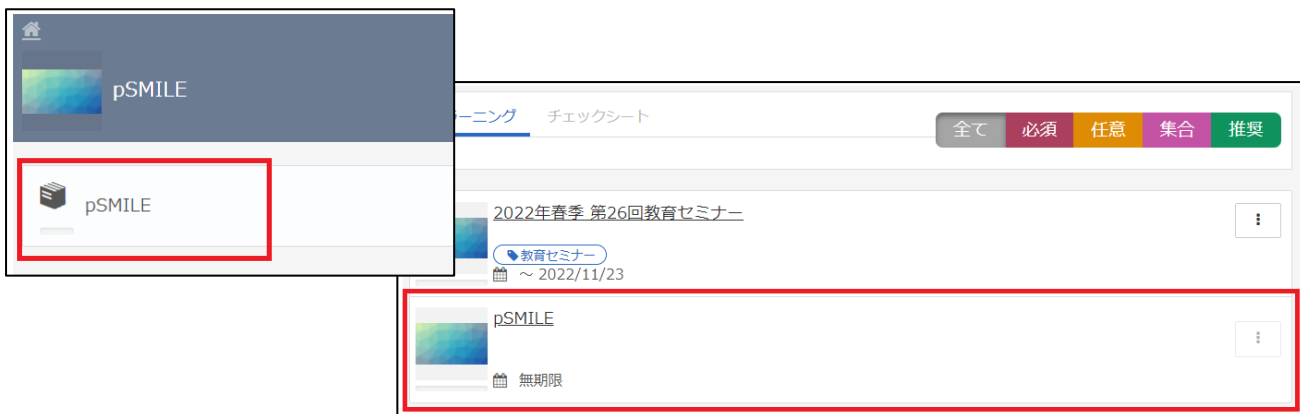 pSMILE
pSMILE
ーニング チェックシート
全て 必須 任意 集合 推奨
2022年春季 第26回教育セミナー
教育セミナー
～ 2022/11/23
pSMILE
無期限